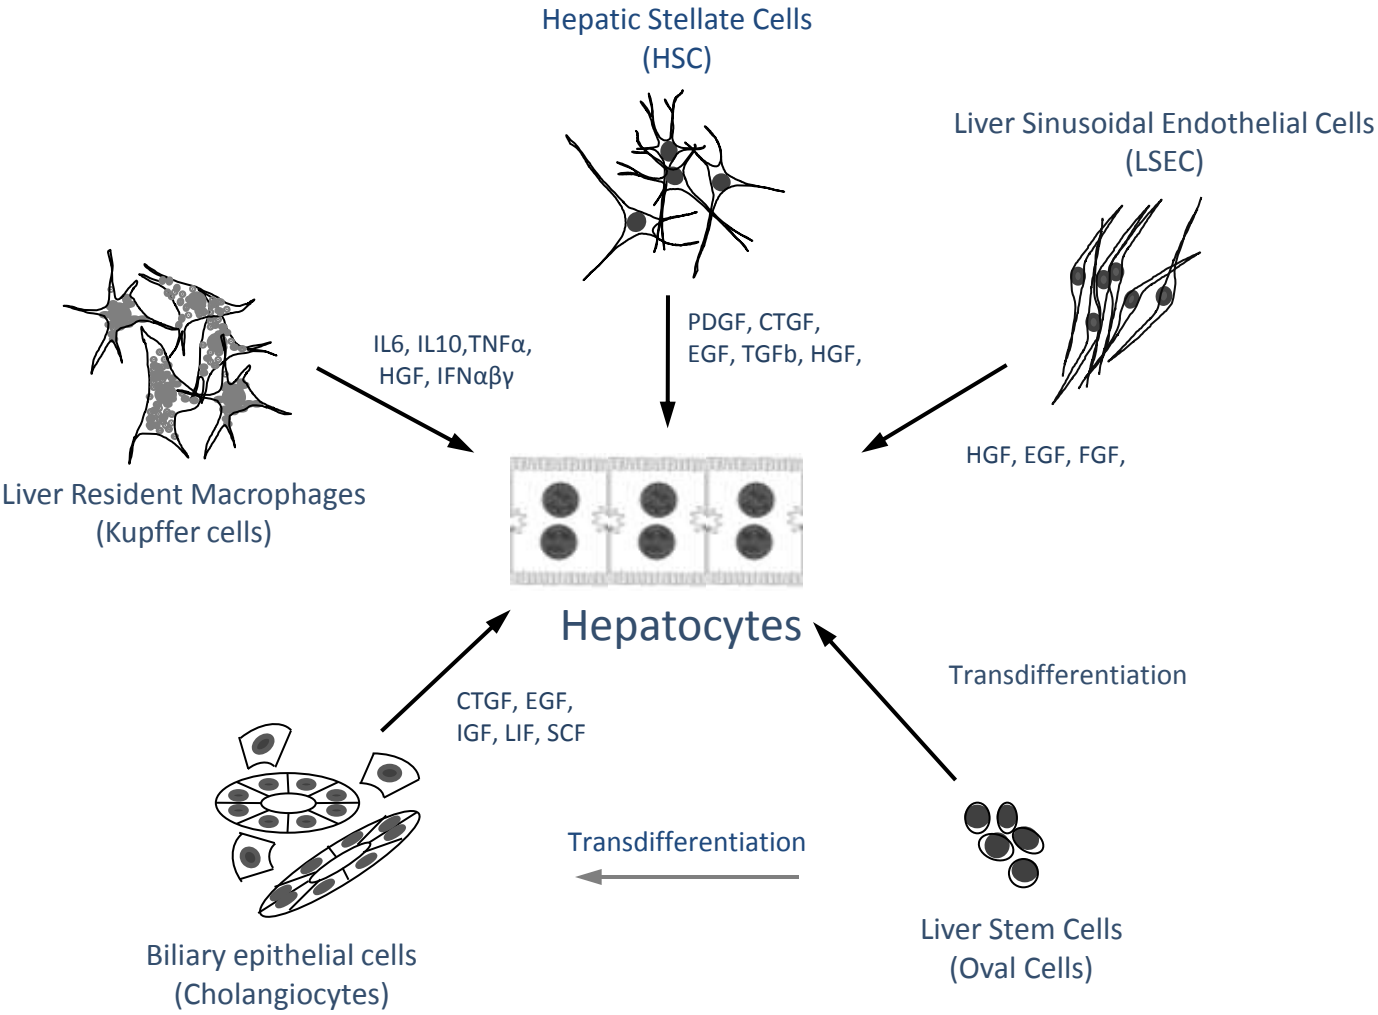 Hepatic Stellate Cells
(HSC)
Liver Sinusoidal Endothelial Cells
(LSEC)
PDGF, CTGF,
EGF, TGFb, HGF,
IL6, IL10,TNFα,
HGF, IFNαβγ
HGF, EGF, FGF,
Liver Resident Macrophages
(Kupffer cells)
Hepatocytes
Transdifferentiation
CTGF, EGF,
IGF, LIF, SCF
Transdifferentiation
Liver Stem Cells
(Oval Cells)
Biliary epithelial cells
(Cholangiocytes)